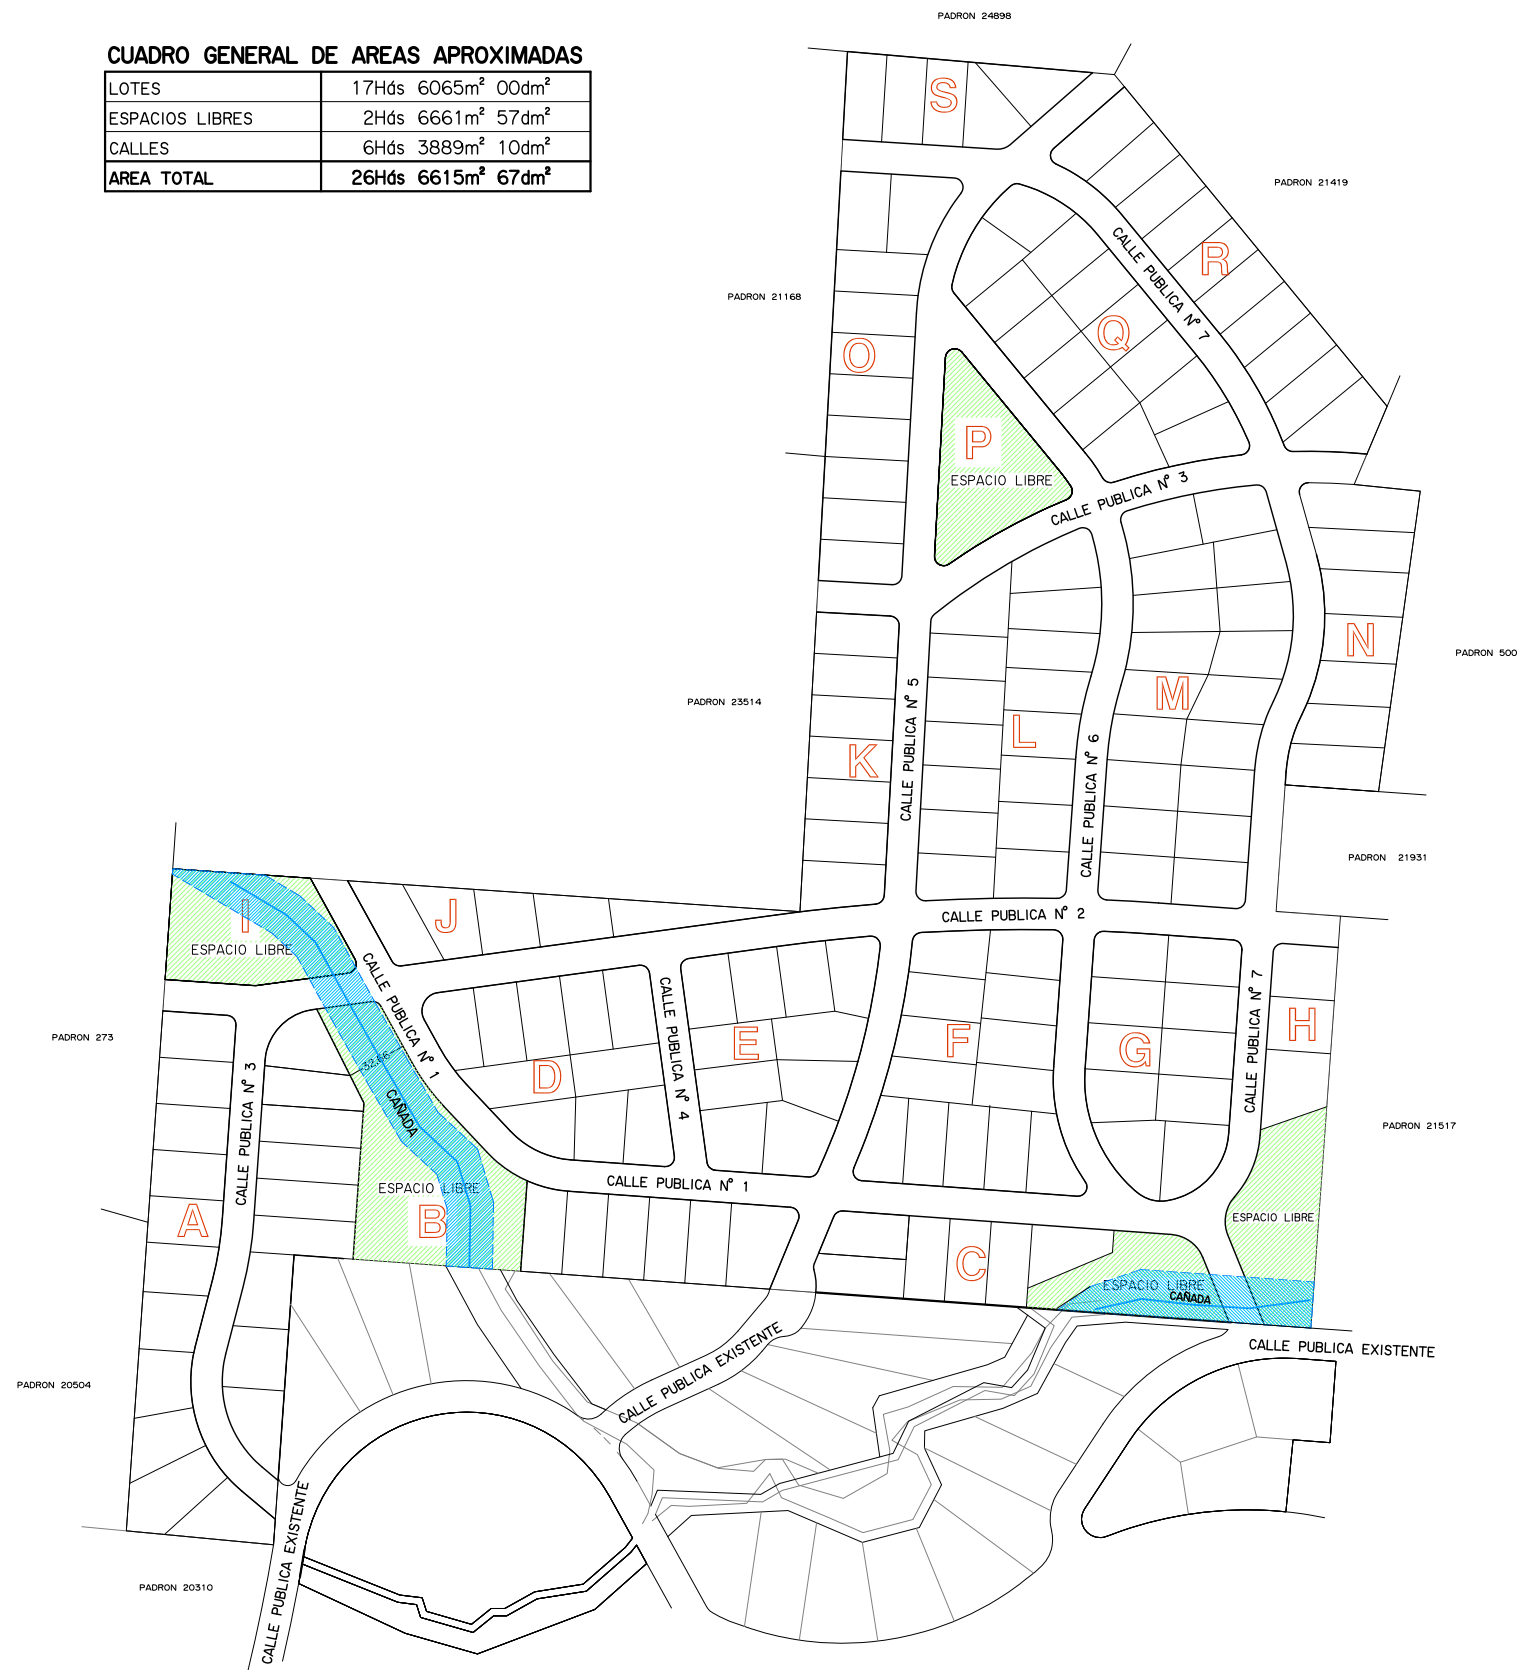 PADRON 24898
CUADRO GENERAL DE AREAS APROXIMADAS
LOTES 17Hás 6065m² 00dm²
ESPACIOS LIBRES 2Hás 6661m² 57dm²
CALLES 6Hás 3889m² 10dm²
AREA TOTAL 26Hás 6615m² 67dm²
S
PADRON 21419
R
CALLE PUBLICA Nº 7
PADRON 21168
Q
O
P
ESPACIO LIBRE
CALLE PUBLICA Nº 3
N
PADRON 500
M
PADRON 23514
CALLE PUBLICA Nº 5
L
K
CALLE PUBLICA Nº 6
PADRON 21931
I
ESPACIO LIBRE
J
CALLE PUBLICA Nº 2
CALLE PUBLICA Nº 1
CALLE PUBLICA Nº 4
CALLE PUBLICA Nº 7
PADRON 273
H
E
F
G
32.66
D
CALLE PUBLICA Nº 3
CAÑADA
PADRON 21517
CALLE PUBLICA Nº 1
ESPACIO LIBRE
B
A
ESPACIO LIBRE
C
ESPACIO LIBRE
CAÑADA
CALLE PUBLICA EXISTENTE
CALLE PUBLICA EXISTENTE
PADRON 20504
CALLE PUBLICA EXISTENTE
PADRON 20310